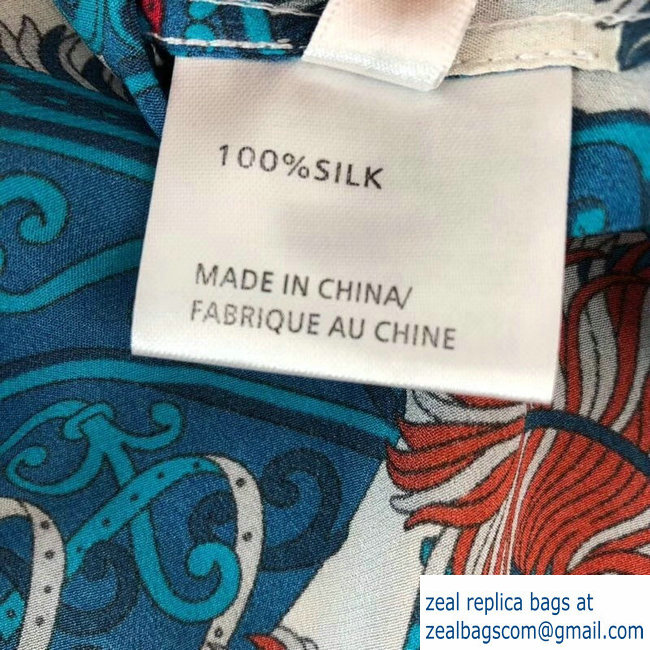 100%SILK
MADE IN CHINA/
FABRIQUE AU CHINE
zeal replica bags at
zealbagscom@gmail.com